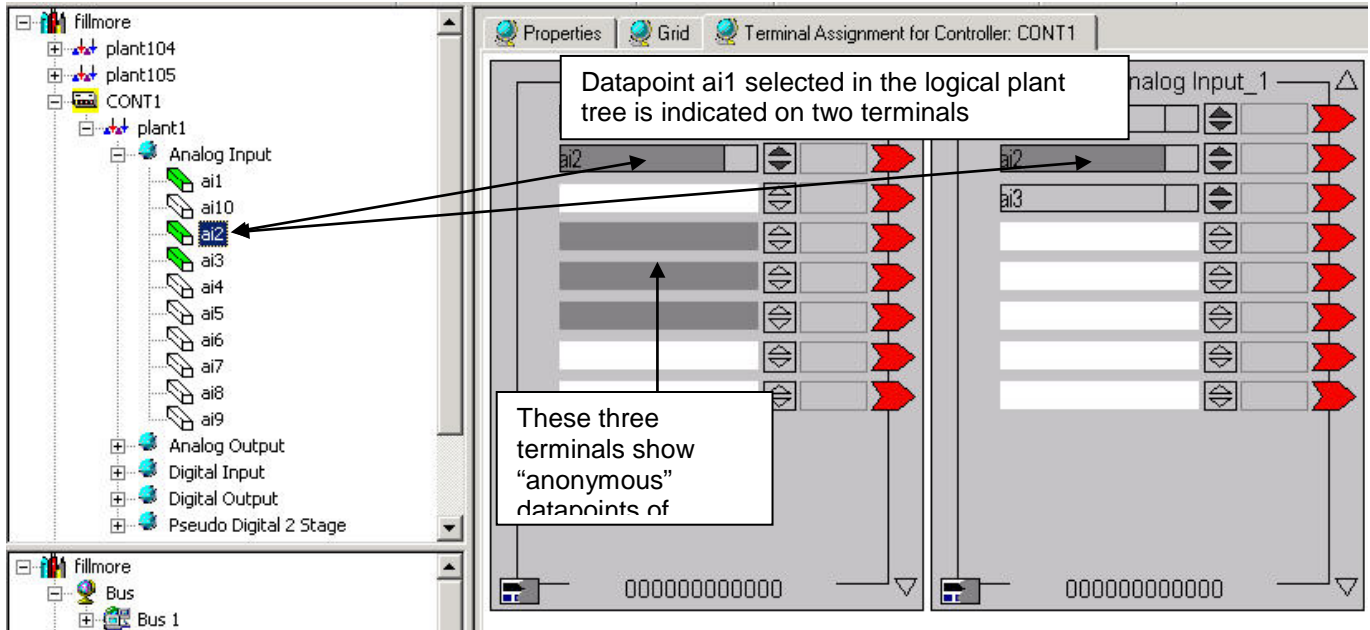 fillmore
plant104
plant105
CONT1
plant1
Analog Input
ai1
ai10
ai2
ai3
ai4
ai5
ai6
ai7
ai8
ai9
Analog Output
Digital Input
Digital Output
Pseudo Digital 2 Stage
fillmore
Bus
Bus 1
Properties
Grid
Terminal Assignment for Controller: CONT1
Datapoint ai1 selected in the logical plant
tree is indicated on two terminals
ai2
These three
terminals show
“anonymous”
datapoints of
0000000000000
Input_1
ai2
ai3
000000000000